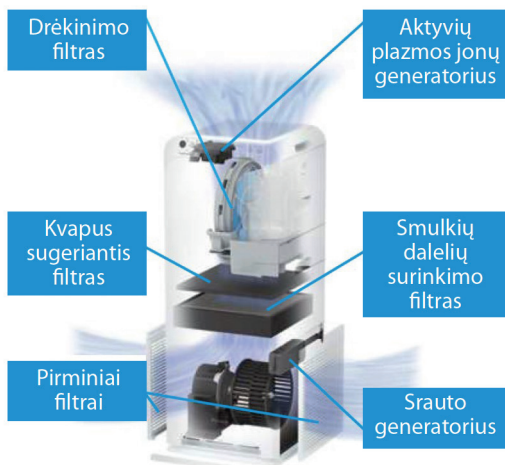 Drėkinimo
filtras
Aktyvių
plazmos jonų
generatorius
Kvapus
sugeriantis
filtras
Smulkių
dalelių
surinkimo
filtras
Pirminiai
filtrai
Srauto
generatorius